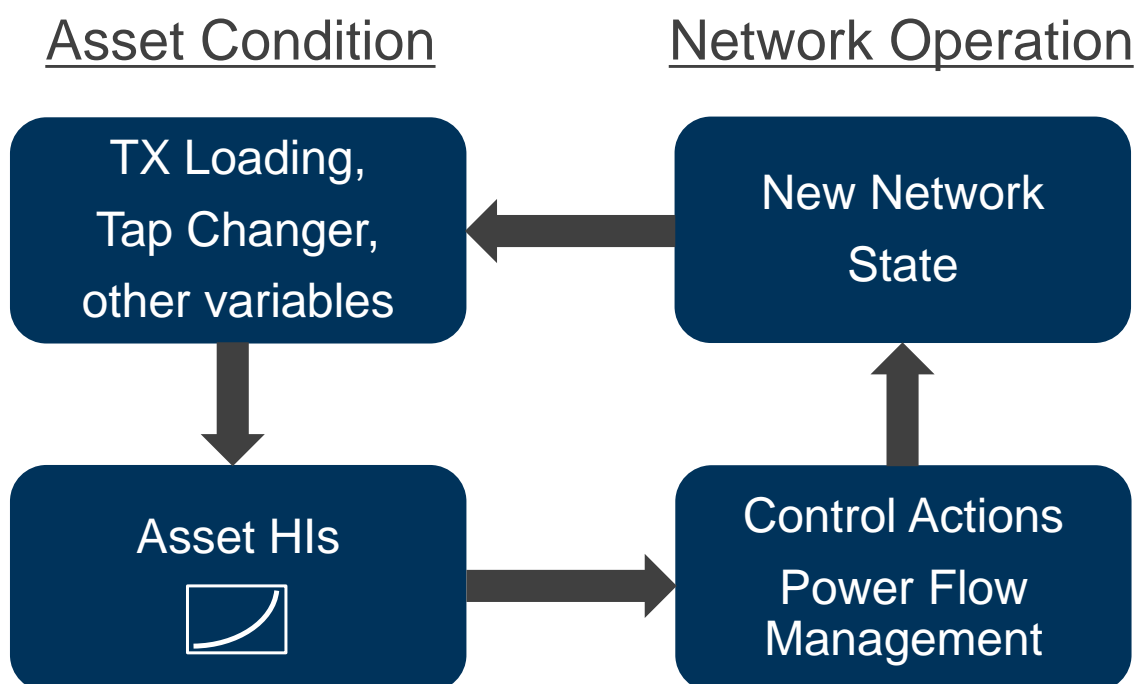 Asset Condition
Network Operation
TX Loading,
Tap Changer,
other variables
New Network
State
Asset HIs
Control Actions
Power Flow
Management